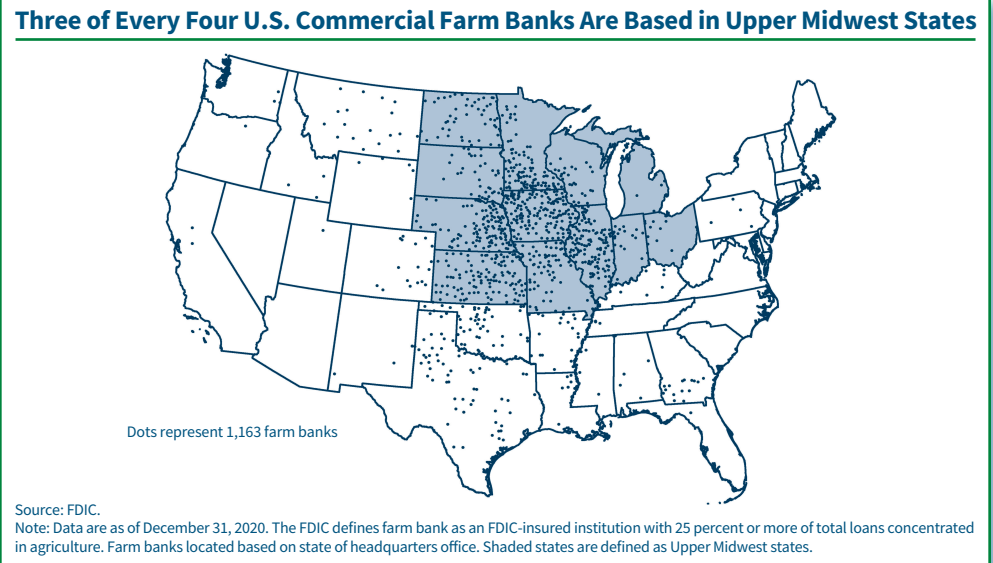 Three of Every Four U.S. Commercial Farm Banks Are Based in Upper Midwest States
Dots represent 1,163 farm banks
Source: FDIC.
Note: Data are as of December 31, 2020. The FDIC defines farm bank as an FDIC-insured institution with 25 percent or more of total loans concentrated
in agriculture. Farm banks located based on state of headquarters office. Shaded states are defined as Upper Midwest states.